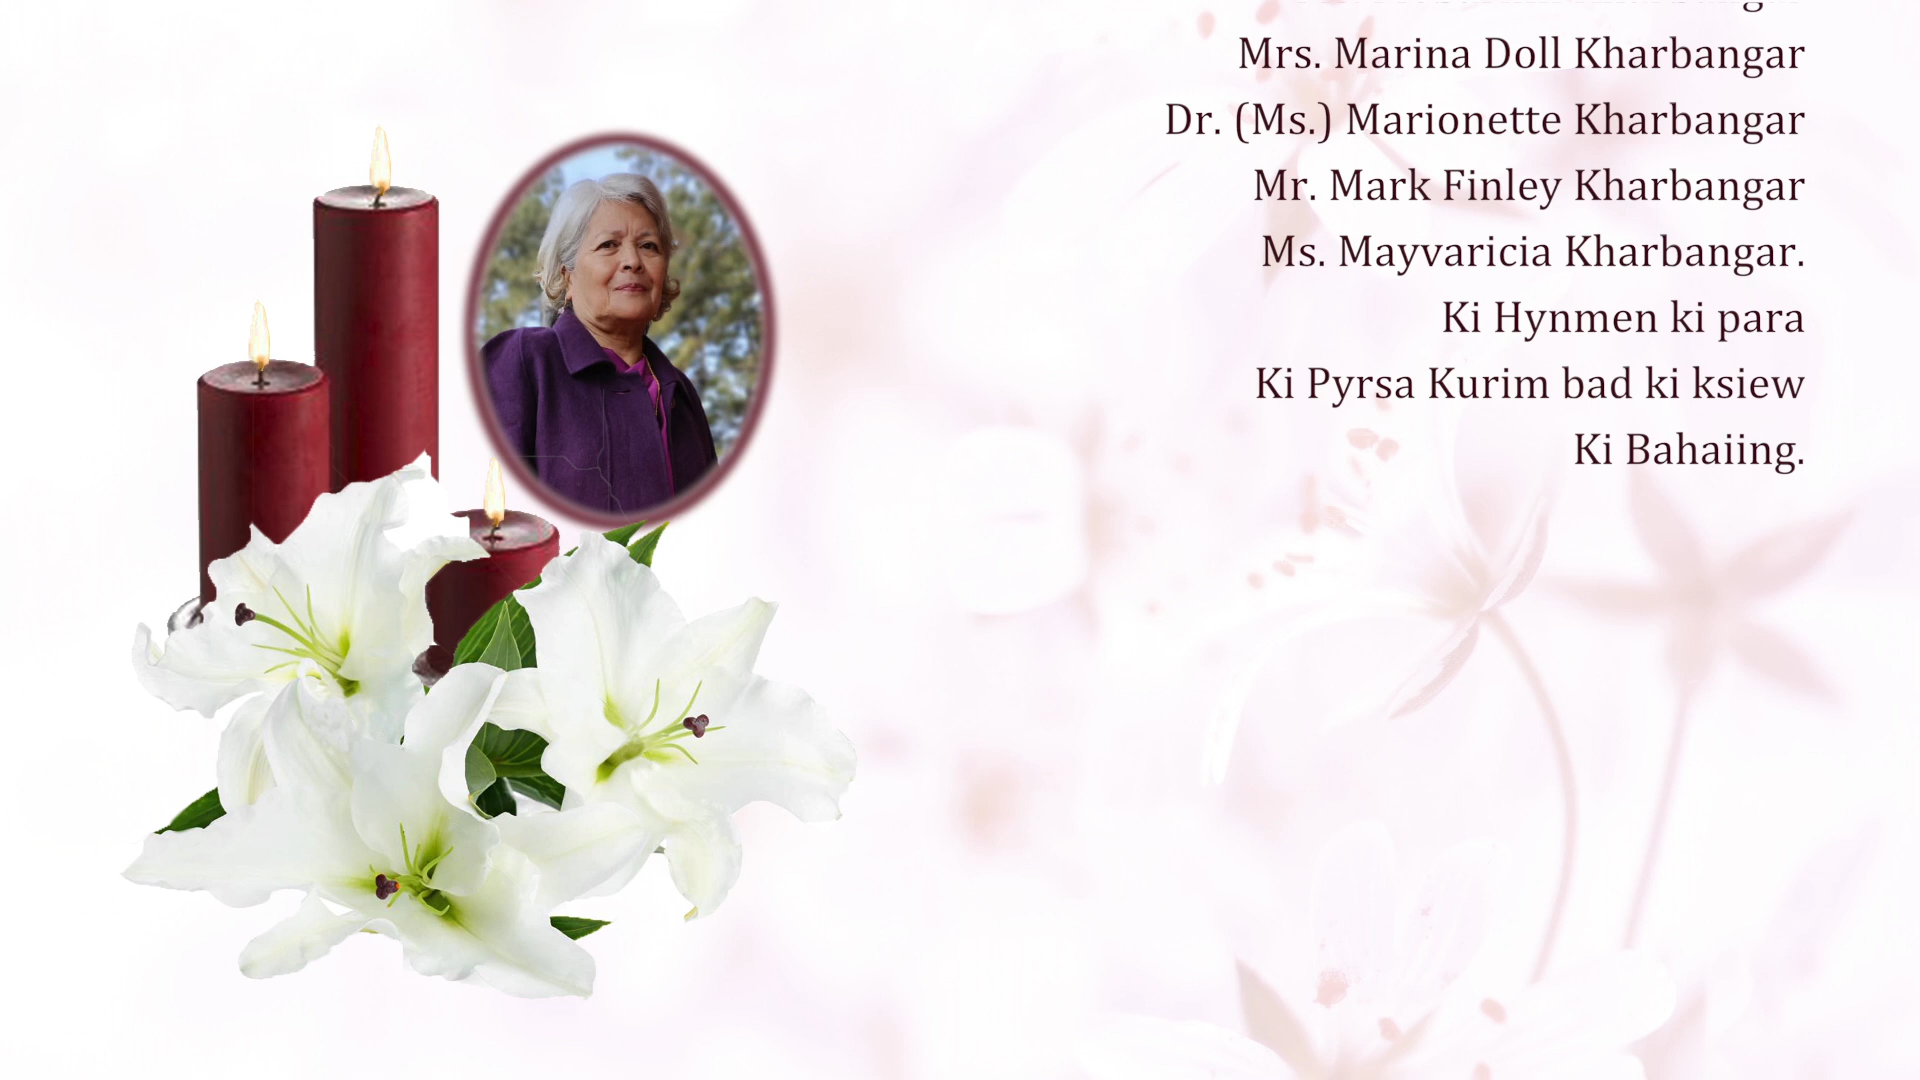 Mrs. Marina Doll Kharbangar
Dr. (Ms.) Marionette Kharbangar
Mr. Mark Finley Kharbangar
Ms. Mayvaricia Kharbangar.
Ki Hynmen ki para
Ki Pyrsa Kurim bad ki ksiew
Ki Bahaiing.